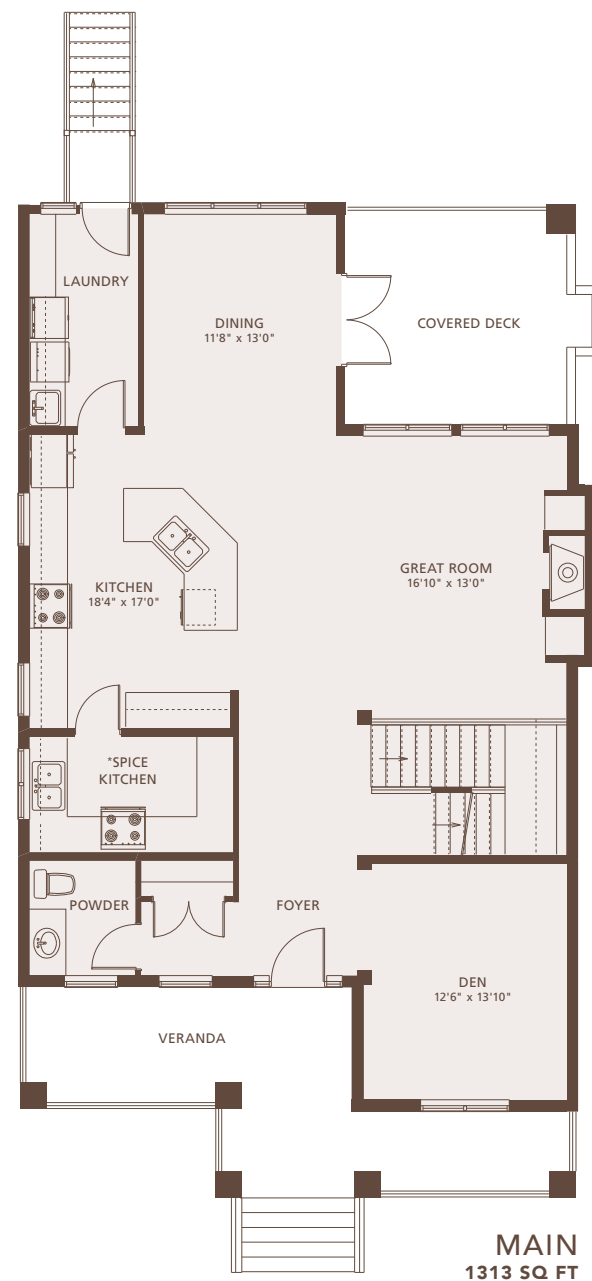 LAUNDRY
DINING
11'8" x 13'0"
COVERED DECK
KITCHEN
18'4" x 17'0"
GREAT ROOM
16'10" x 13'0"
*SPICE
KITCHEN
POWDER
FOYER
DEN
12'6" x 13'10"
VERANDA
MAIN
1313 SQ FT